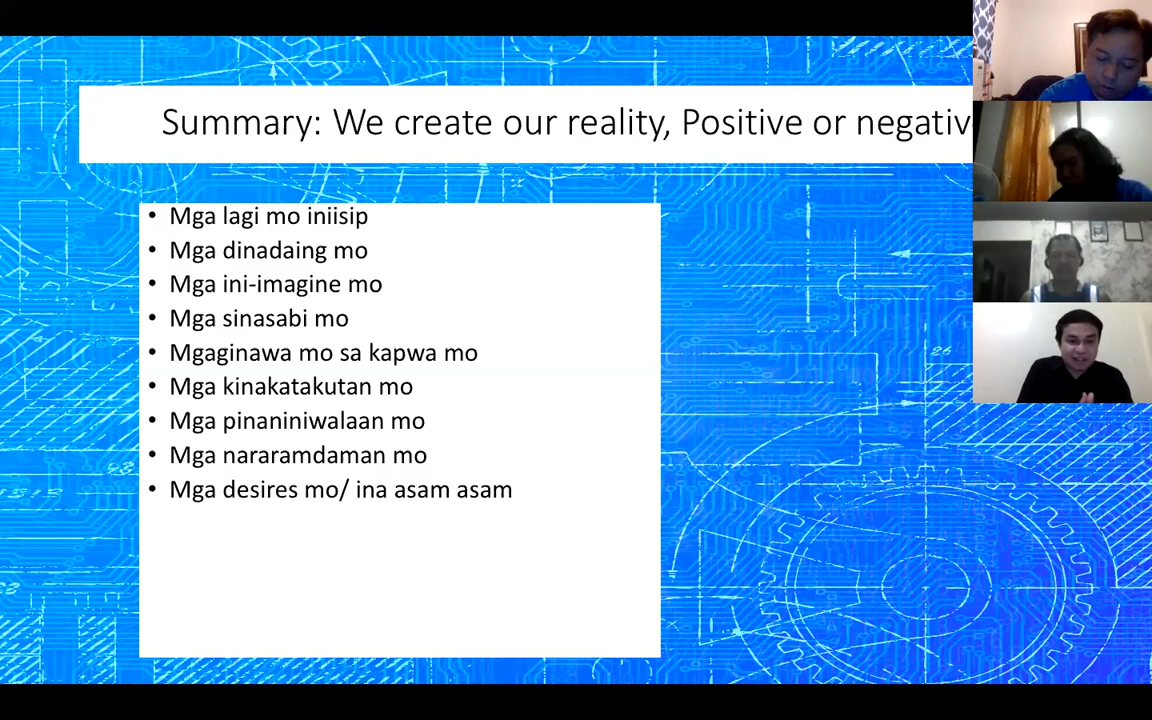 Summary: We create our reality, Positive or negativ
• Mga lagi mo iniisip
• Mga dinadaing mo
• Mga ini-imagine mo
• Mga sinasabi mo
• Mgaginawa mo sa kapwa mo
• Mga kinakatakutan mo
• Mga pinaniniwalaan mo
• Mga nararamdaman mo
• Mga desires mo/ ina asam asam
26